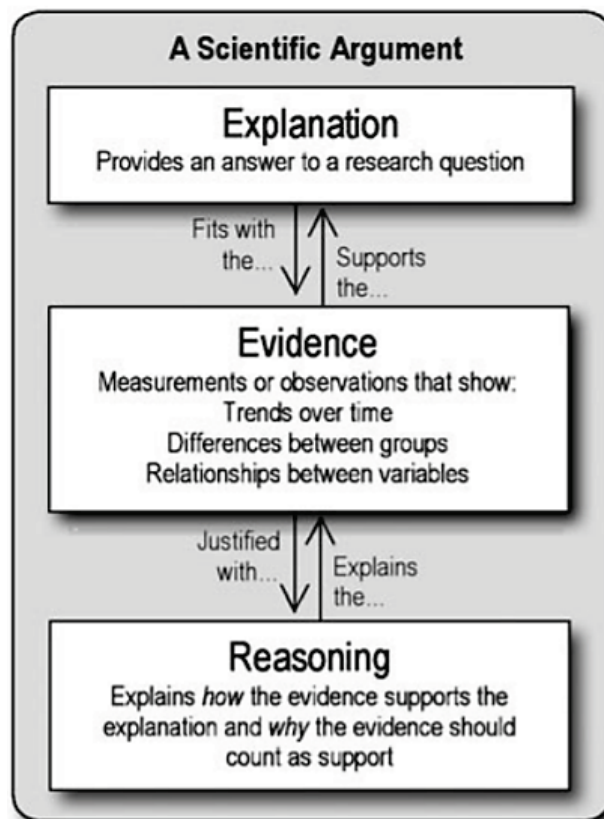 A Scientific Argument
Explanation
Provides an answer to a research question
Fits with
the...
Supports
the...
Evidence
Measurements or observations that show:
Trends over time
Differences between groups
Relationships between variables
Justified
with...
Explains
the...
Reasoning
Explains how the evidence supports the
explanation and why the evidence should
count as support